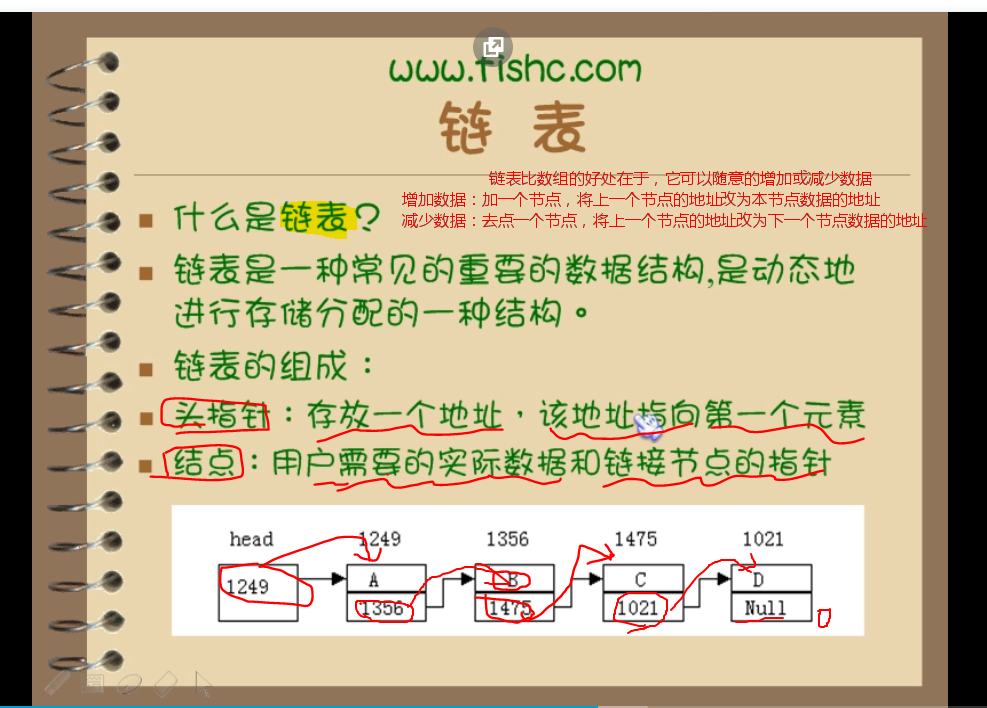 www.fishc.com
链 表
链表比数组的好处在于，它可以随意的增加或减少数据
增加数据：加一个节点，将上一个节点的地址改为本节点数据的地址
减少数据：去点一个节点，将上一个节点的地址改为下一个节点数据的地址
什么是链表？
链表是一种常见的重要的数据结构,是动态地
进行存储分配的一种结构。
链表的组成：
头指针：存放一个地址，该地址指向第一个元素
结点：用户需要的实际数据和链接节点的指针
head 1249 1356 1475 1021
1249 A B C D
1356 1475 1021 Null 0